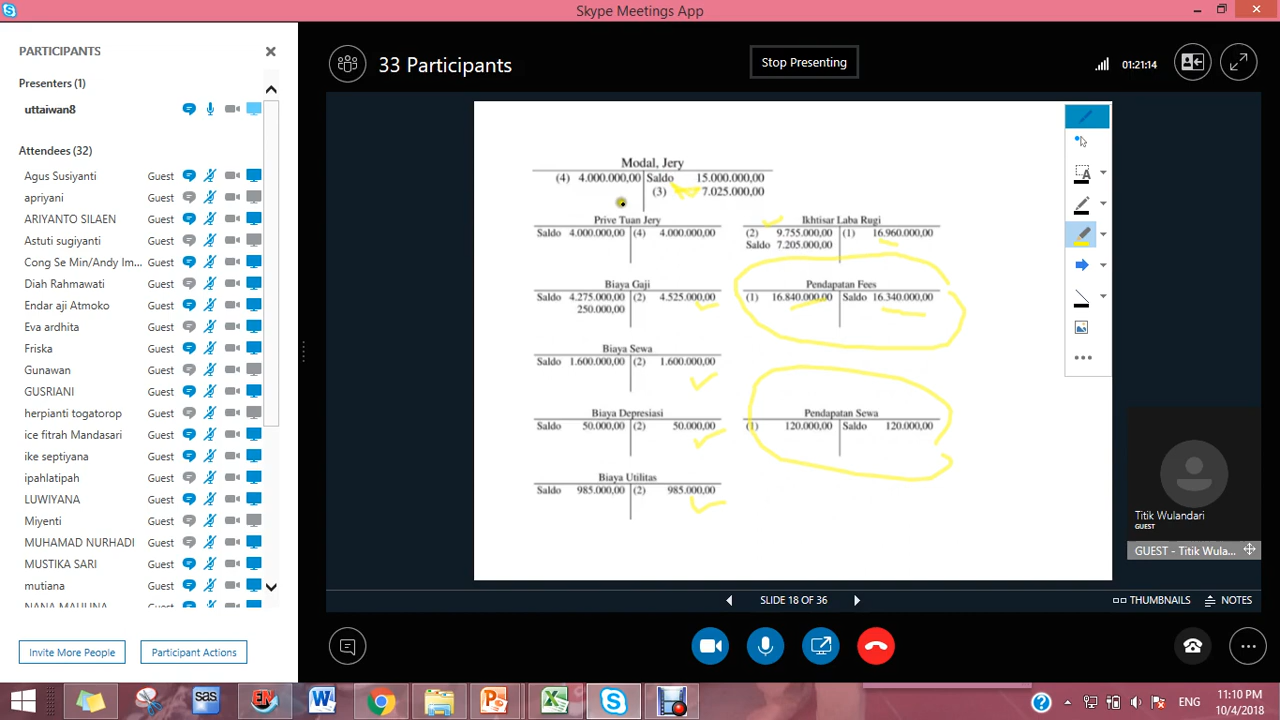 Skype Meetings App
PARTICIPANTS
Presenters (1)
uttaiwan8
Attendees (32)
Agus Susiyanti Guest
apriyani Guest
ARIYANTO SILAEN Guest
Astuti sugiyanti Guest
Cong Se Min/Andy Im... Guest
Diah Rahmawati Guest
Endar aji Atmoko Guest
Eva ardhita Guest
Friska Guest
Gunawan Guest
GUSRIANI Guest
herpianti togatorop Guest
ice fitrah Mandasari Guest
ike septiyana Guest
ipahlatipah Guest
LUWIYANA Guest
Miyenti Guest
MUHAMAD NURHADI Guest
MUSTIKA SARI Guest
mutiana Guest
NANA MAULINA Guest
Invite More People Participant Actions
33 Participants
Stop Presenting
01:21:14
Modal, Jery
(4) 4.000.000,00 Saldo 15.000.000,00
(3) 7.025.000,00
Prive Tuan Jery
Saldo 4.000.000,00 (4) 4.000.000,00
Ikhtisar Laba Rugi
(2) 9.755.000,00 (1) 16.960.000,00
Saldo 7.205.000,00
Biaya Gaji
Saldo 4.275.000,00 (2) 4.525.000,00
250.000,00
Pendapatan Fees
(1) 16.840.000,00 Saldo 16.340.000,00
Biaya Sewa
Saldo 1.600.000,00 (2) 1.600.000,00
Biaya Depresiasi
Saldo 50.000,00 (2) 50.000,00
Pendapatan Sewa
(1) 120.000,00 Saldo 120.000,00
Biaya Utilitas
Saldo 985.000,00 (2) 985.000,00
Titik Wulandari
GUEST
GUEST - Titik Wula...
SLIDE 18 OF 36
THUMBNAILS NOTES
sas
EN
ENG
11:10 PM
10/4/2018